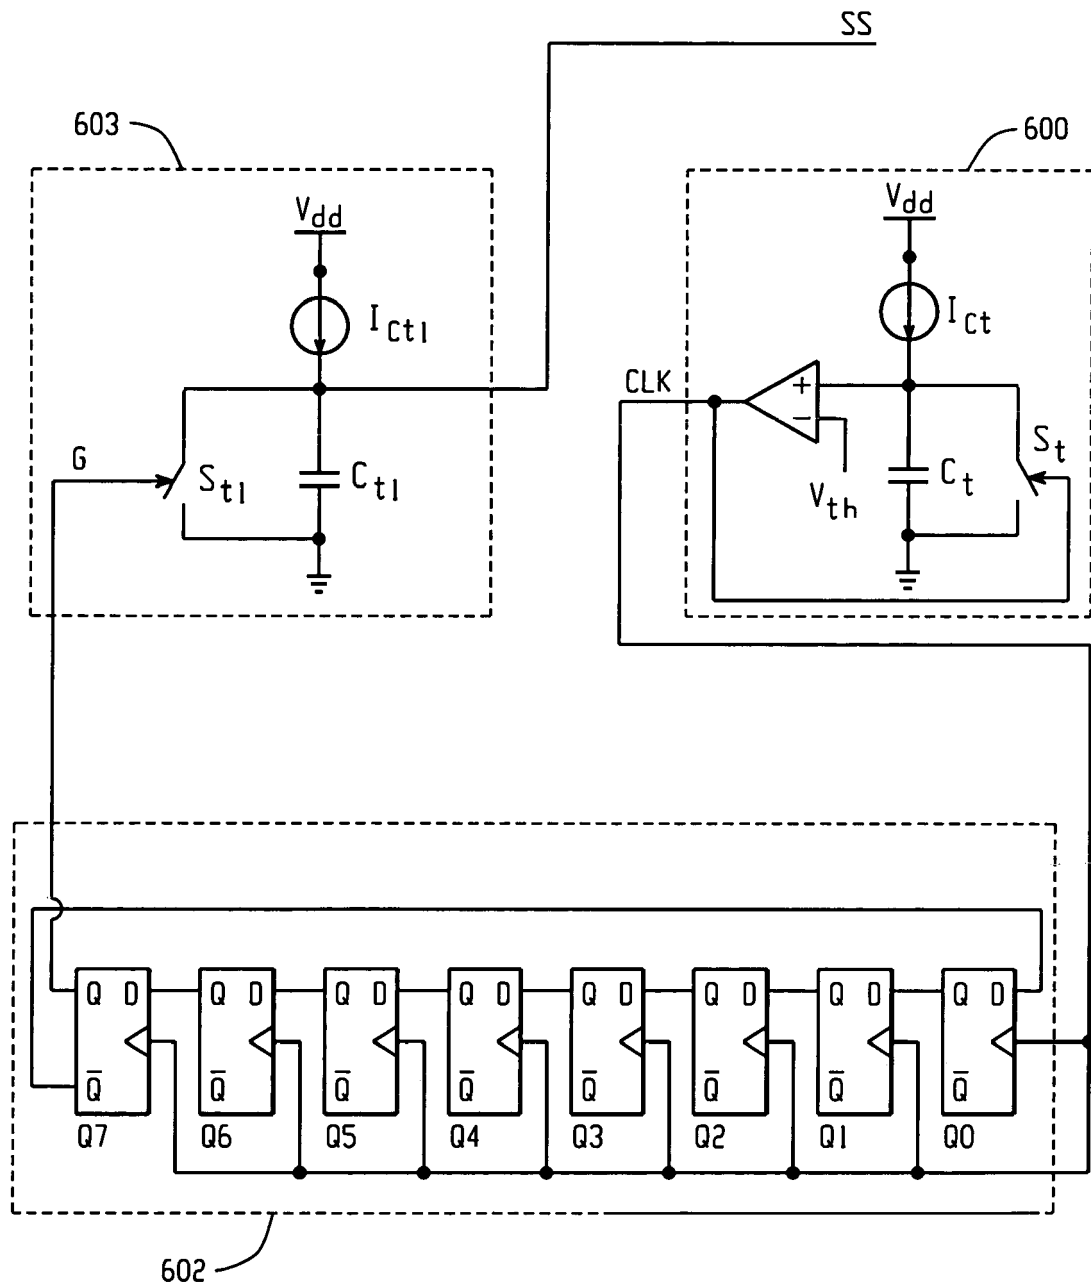 SS
603
600
Vdd
Vdd
ICt1
ICt
CLK
+
−
St
G
St1
Ct1
Vth
Ct
Q D Q D Q D Q D Q D Q D Q D Q D
Q̅ Q̅ Q̅ Q̅ Q̅ Q̅ Q̅ Q̅
Q7 Q6 Q5 Q4 Q3 Q2 Q1 Q0
602